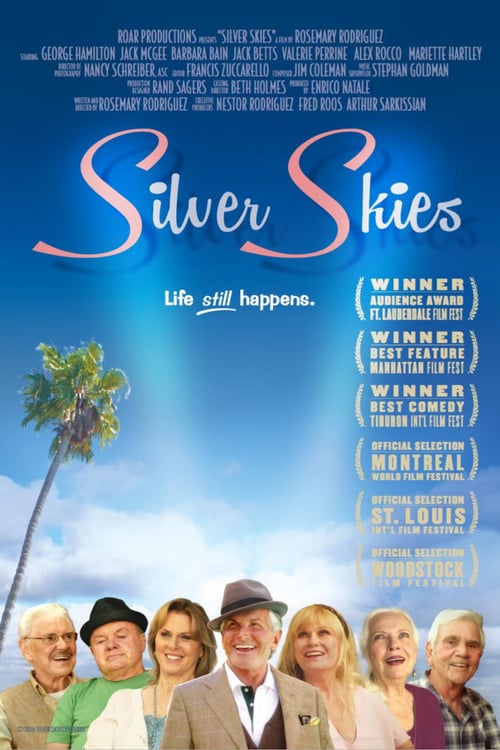 ROAR PRODUCTIONS PRESENTS "SILVER SKIES" A FILM BY ROSEMARY RODRIGUEZ
STARRING GEORGE HAMILTON JACK MCGEE BARBARA BAIN JACK BETTS VALERIE PERRINE ALEX ROCCO MARIETTE HARTLEY
DIRECTOR OF PHOTOGRAPHY NANCY SCHREIBER, ASC EDITOR FRANCIS ZUCCARELLO COMPOSER JIM COLEMAN MUSIC SUPERVISOR STEPHAN GOLDMAN
PRODUCTION DESIGNER RAND SAGERS CASTING DIRECTOR BETH HOLMES PRODUCED BY ENRICO NATALE
WRITTEN AND DIRECTED BY ROSEMARY RODRIGUEZ EXECUTIVE PRODUCERS NESTOR RODRIGUEZ FRED ROOS ARTHUR SARKISSIAN
Silver Skies
Life still happens.
WINNER
AUDIENCE AWARD
FT. LAUDERDALE FILM FEST
WINNER
BEST FEATURE
MANHATTAN FILM FEST
WINNER
BEST COMEDY
TIBURON INT'L FILM FEST
OFFICIAL SELECTION
MONTREAL
WORLD FILM FESTIVAL
OFFICIAL SELECTION
ST. LOUIS
INT'L FILM FESTIVAL
OFFICIAL SELECTION
WOODSTOCK
FILM FESTIVAL
© 2016 SILVER SKIES